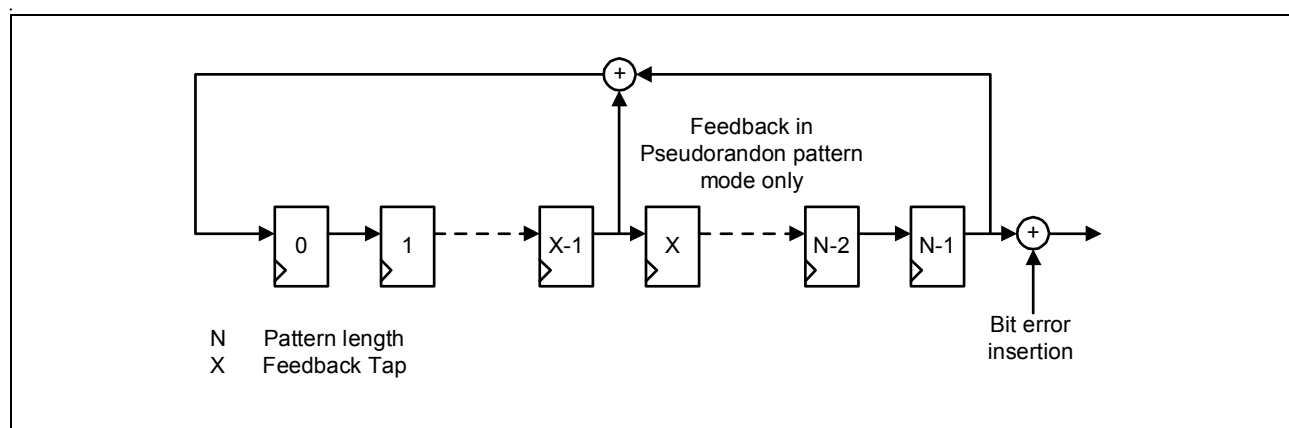 .
+
Feedback in
Pseudorandon pattern
mode only
0 1 X-1 X N-2 N-1 +
N Pattern length
X Feedback Tap
Bit error
insertion